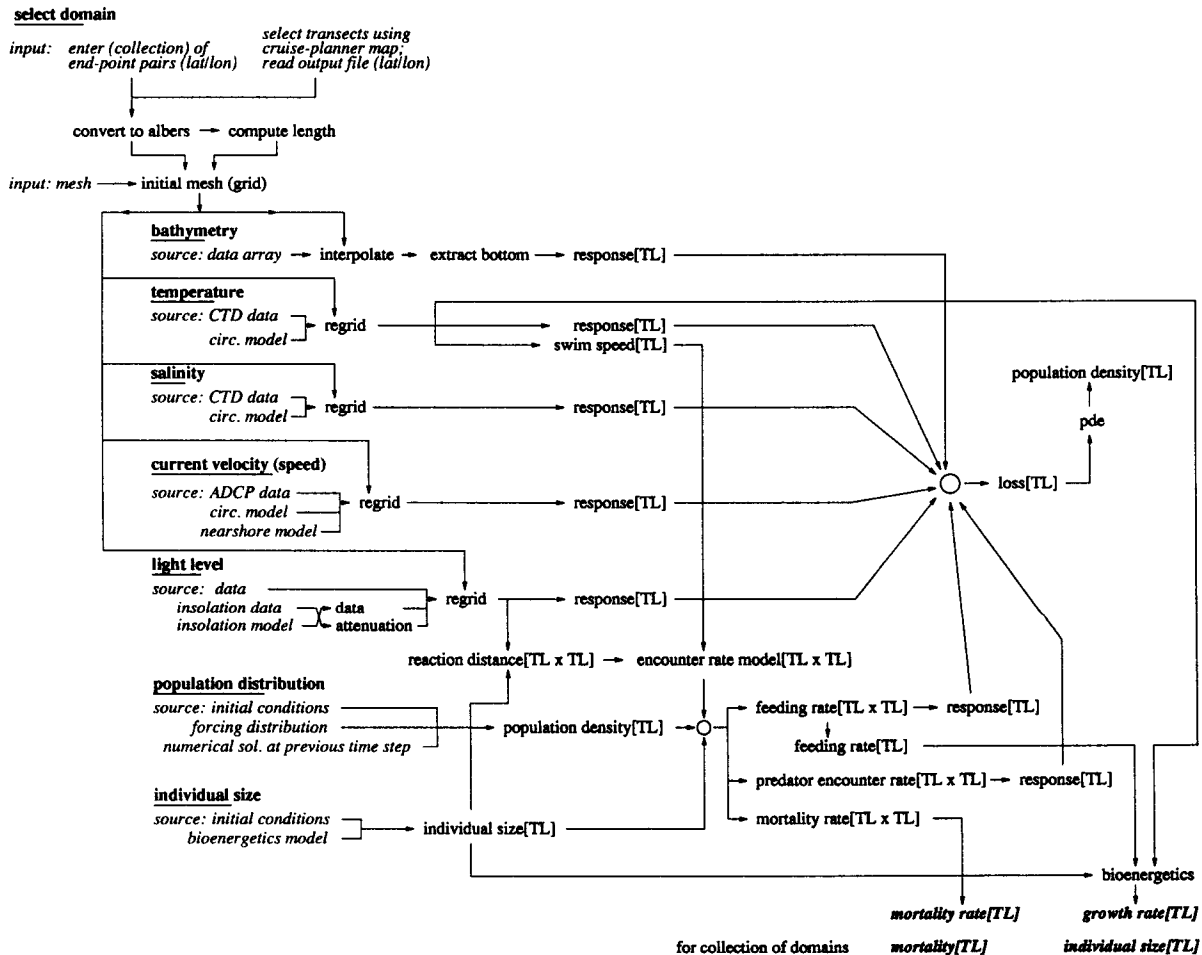 select domain
input: enter (collection) of end-point pairs (lat/lon)
select transects using cruise-planner map; read output file (lat/lon)
convert to albers
compute length
input: mesh
initial mesh (grid)
bathymetry
source: data array
interpolate
extract bottom
response[TL]
temperature
source: CTD data
circ. model
regrid
response[TL]
swim speed[TL]
salinity
source: CTD data
circ. model
regrid
response[TL]
population density[TL]
pde
loss[TL]
current velocity (speed)
source: ADCP data
circ. model
nearshore model
regrid
response[TL]
light level
source: data
insolation data
insolation model
data
attenuation
regrid
response[TL]
reaction distance[TL x TL]
encounter rate model[TL x TL]
population distribution
source: initial conditions
forcing distribution
numerical sol. at previous time step
population density[TL]
feeding rate[TL x TL]
response[TL]
feeding rate[TL]
predator encounter rate[TL x TL]
response[TL]
mortality rate[TL x TL]
individual size
source: initial conditions
bioenergetics model
individual size[TL]
bioenergetics
mortality rate[TL]
growth rate[TL]
for collection of domains
mortality[TL]
individual size[TL]